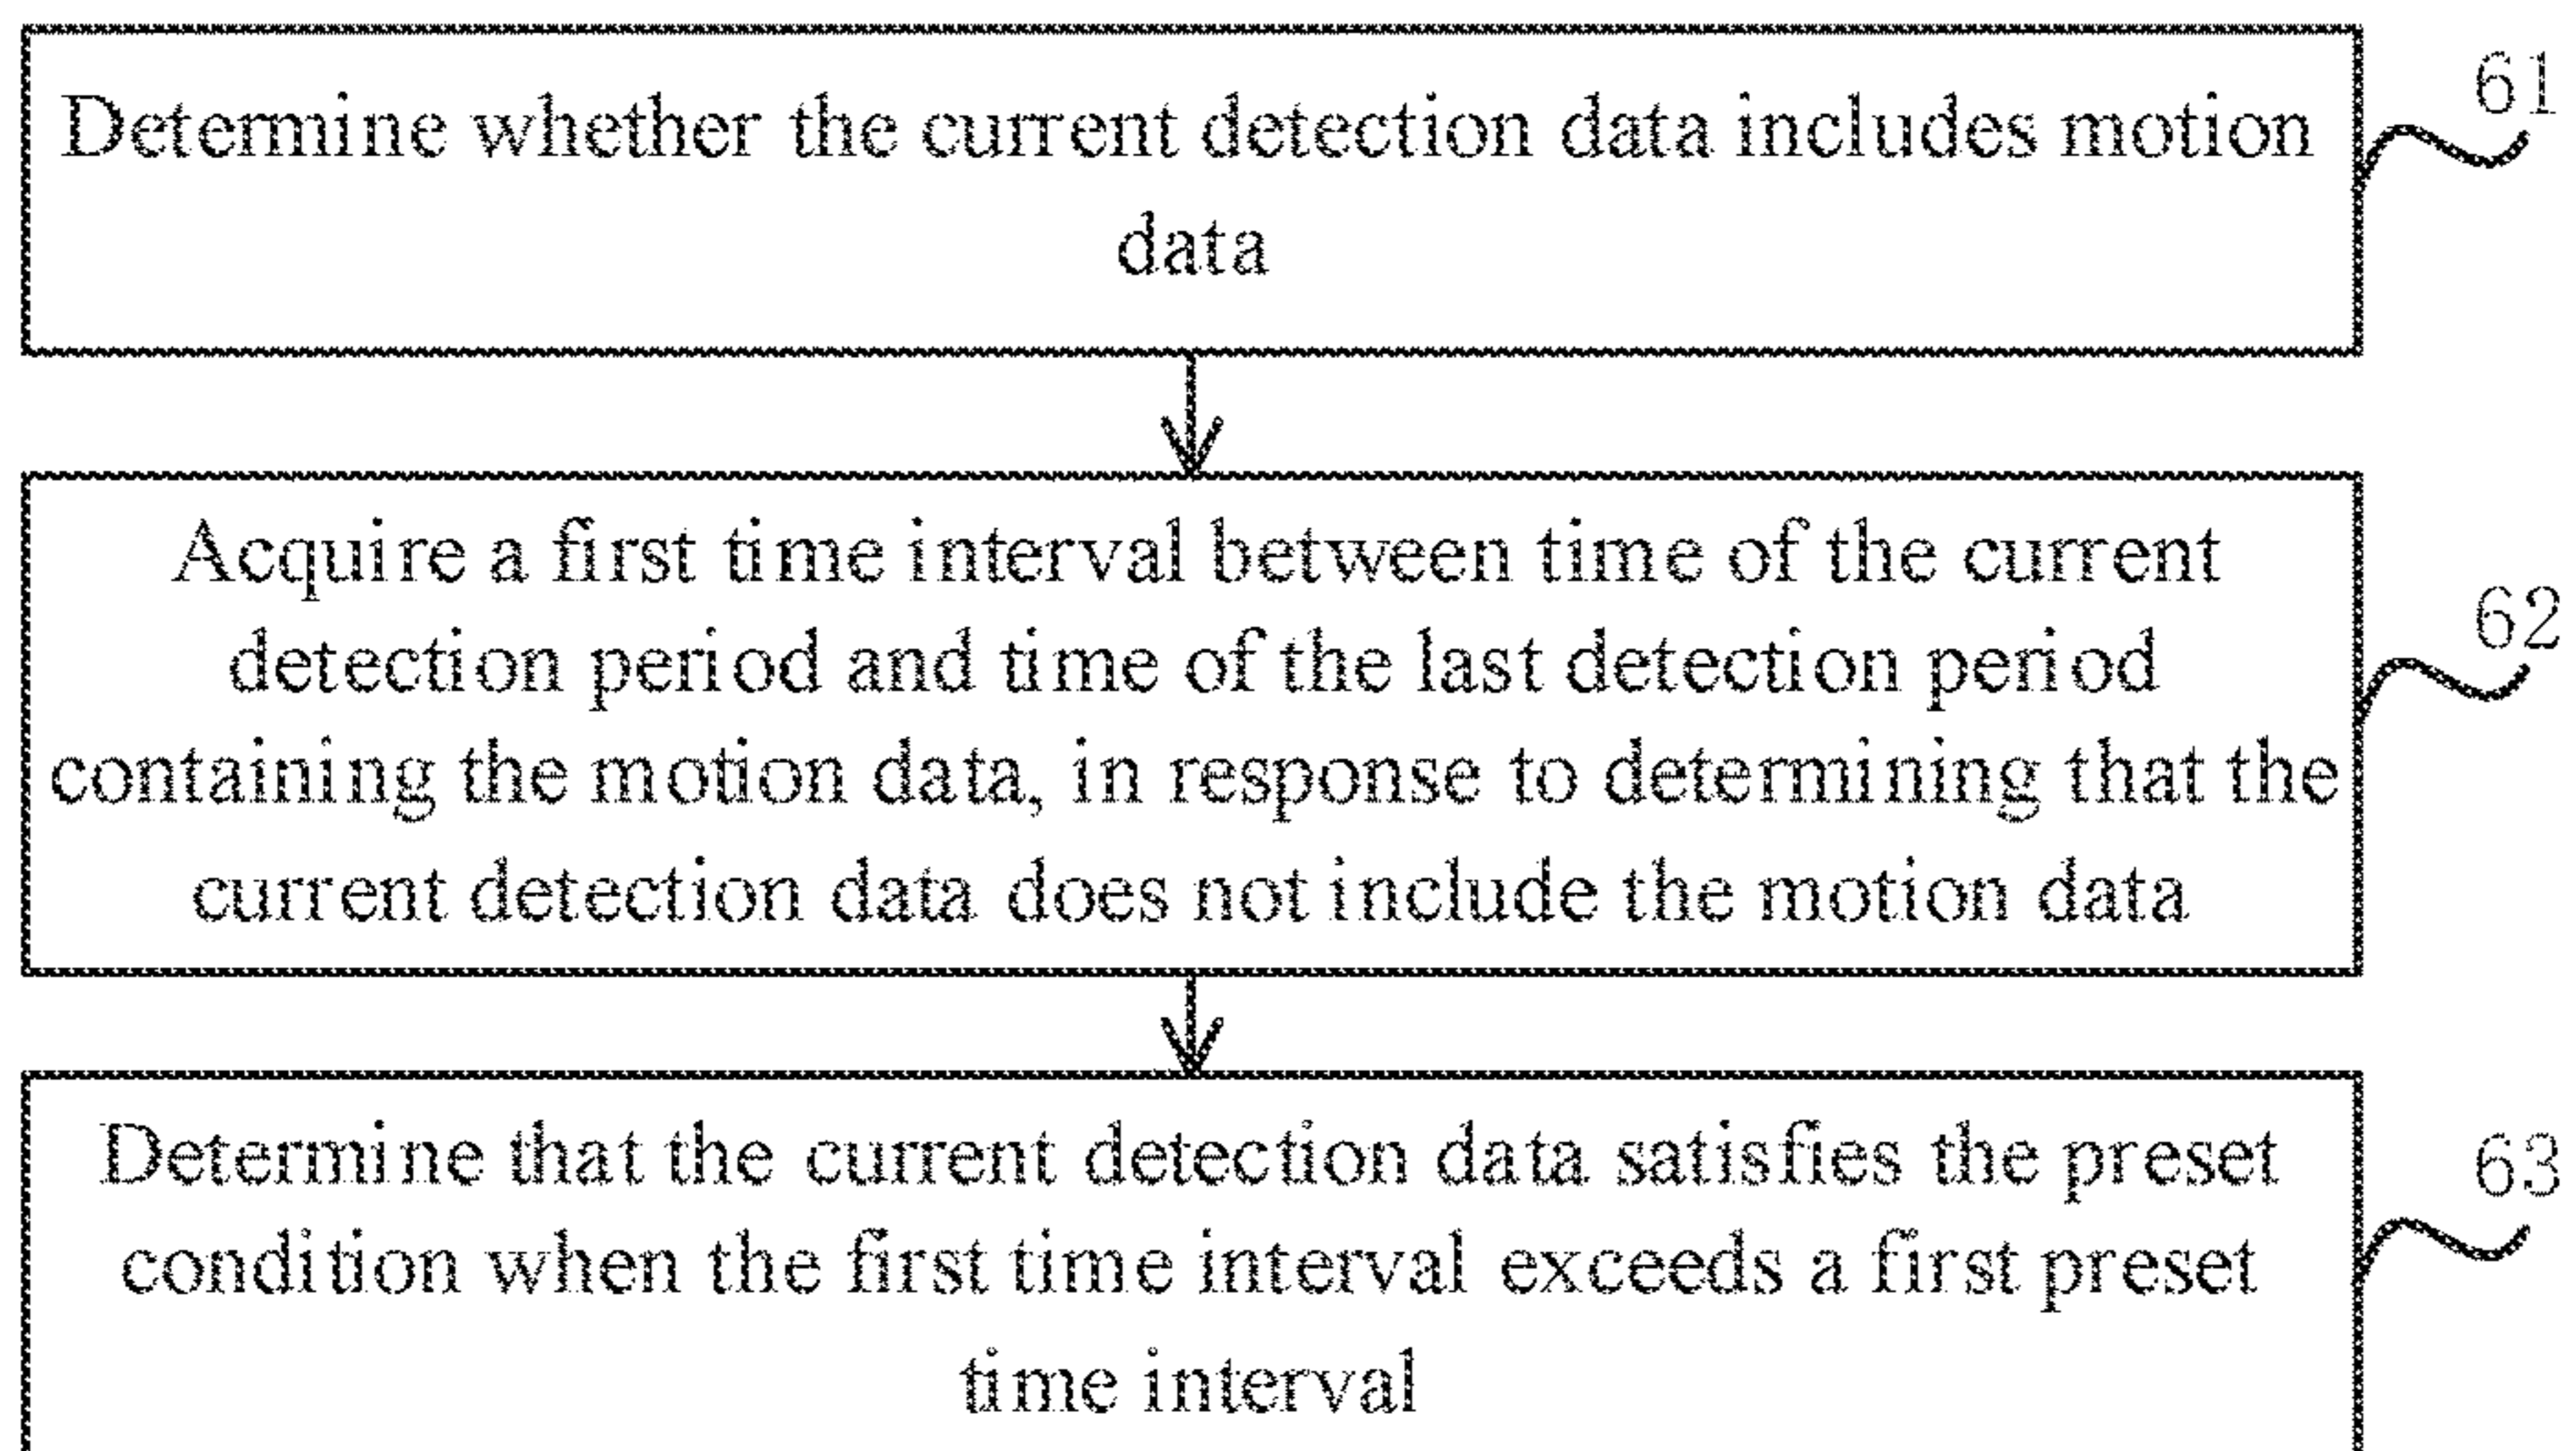 61
Determine whether the current detection data includes motion
data
Acquire a first time interval between time of the current
detection period and time of the last detection period
62
containing the motion data, in response to determining that the
current detection data does not include the motion data
Determine that the current detection data satisfies the preset
63
condition when the first time interval exceeds a first preset
time interval